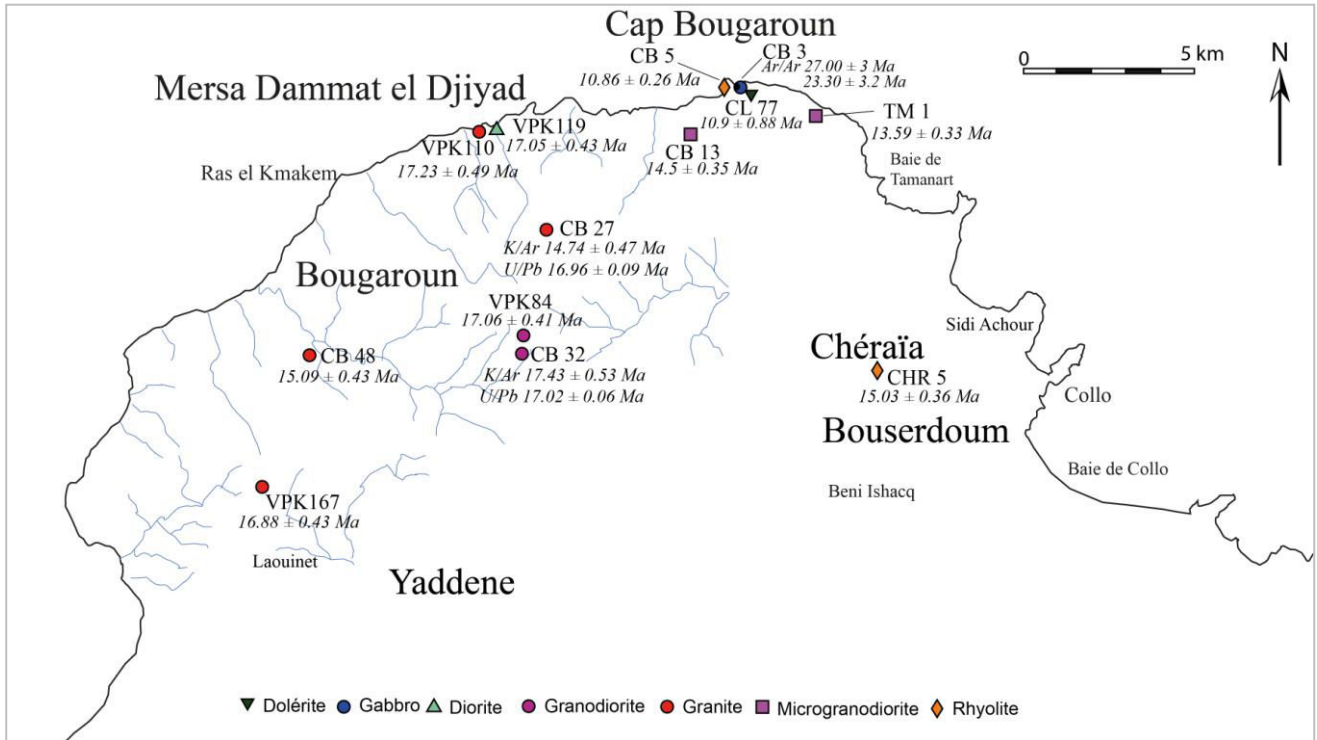 Cap Bougaroun
CB 5
10.86 ± 0.26 Ma
CB 3
Ar/Ar 27.00 ± 3 Ma
23.30 ± 3.2 Ma
0 5 km
N
Mersa Dammat el Djiyad
CL 77
10.9 ± 0.88 Ma
TM 1
13.59 ± 0.33 Ma
VPK119
17.05 ± 0.43 Ma
VPK110
17.23 ± 0.49 Ma
CB 13
14.5 ± 0.35 Ma
Baie de
Tamanart
Ras el Kmakem
CB 27
K/Ar 14.74 ± 0.47 Ma
U/Pb 16.96 ± 0.09 Ma
Bougaroun
VPK84
17.06 ± 0.41 Ma
Sidi Achour
CB 48
15.09 ± 0.43 Ma
CB 32
K/Ar 17.43 ± 0.53 Ma
U/Pb 17.02 ± 0.06 Ma
Chéraïa
CHR 5
15.03 ± 0.36 Ma
Collo
Bouserdoum
Baie de Collo
Beni Ishacq
VPK167
16.88 ± 0.43 Ma
Laouinet
Yaddene
Dolérite Gabbro Diorite Granodiorite Granite Microgranodiorite Rhyolite